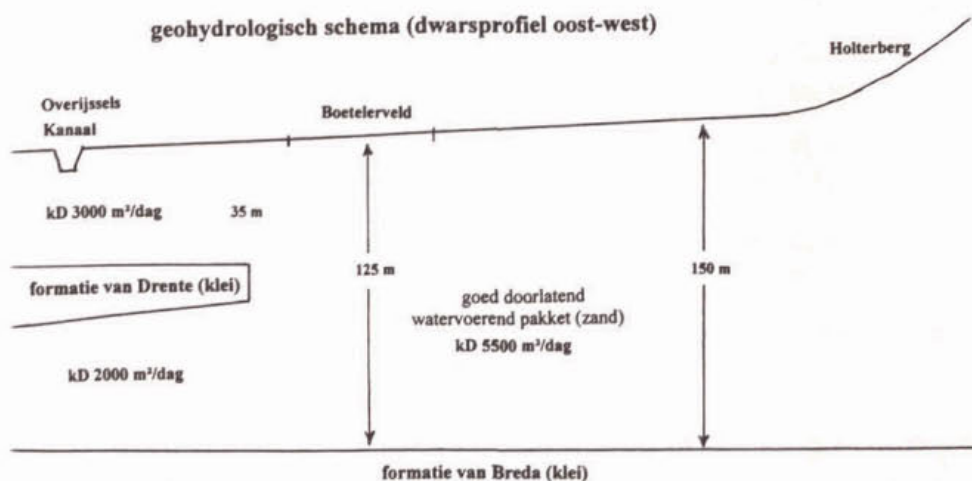 geohydrologisch schema (dwarsprofiel oost-west)
Holterberg
Overijssels
Kanaal
Boetelerveld
kD 3000 m²/dag
35 m
125 m
150 m
formatie van Drente (klei)
goed doorlatend
watervoerend pakket (zand)
kD 5500 m²/dag
kD 2000 m²/dag
formatie van Breda (klei)